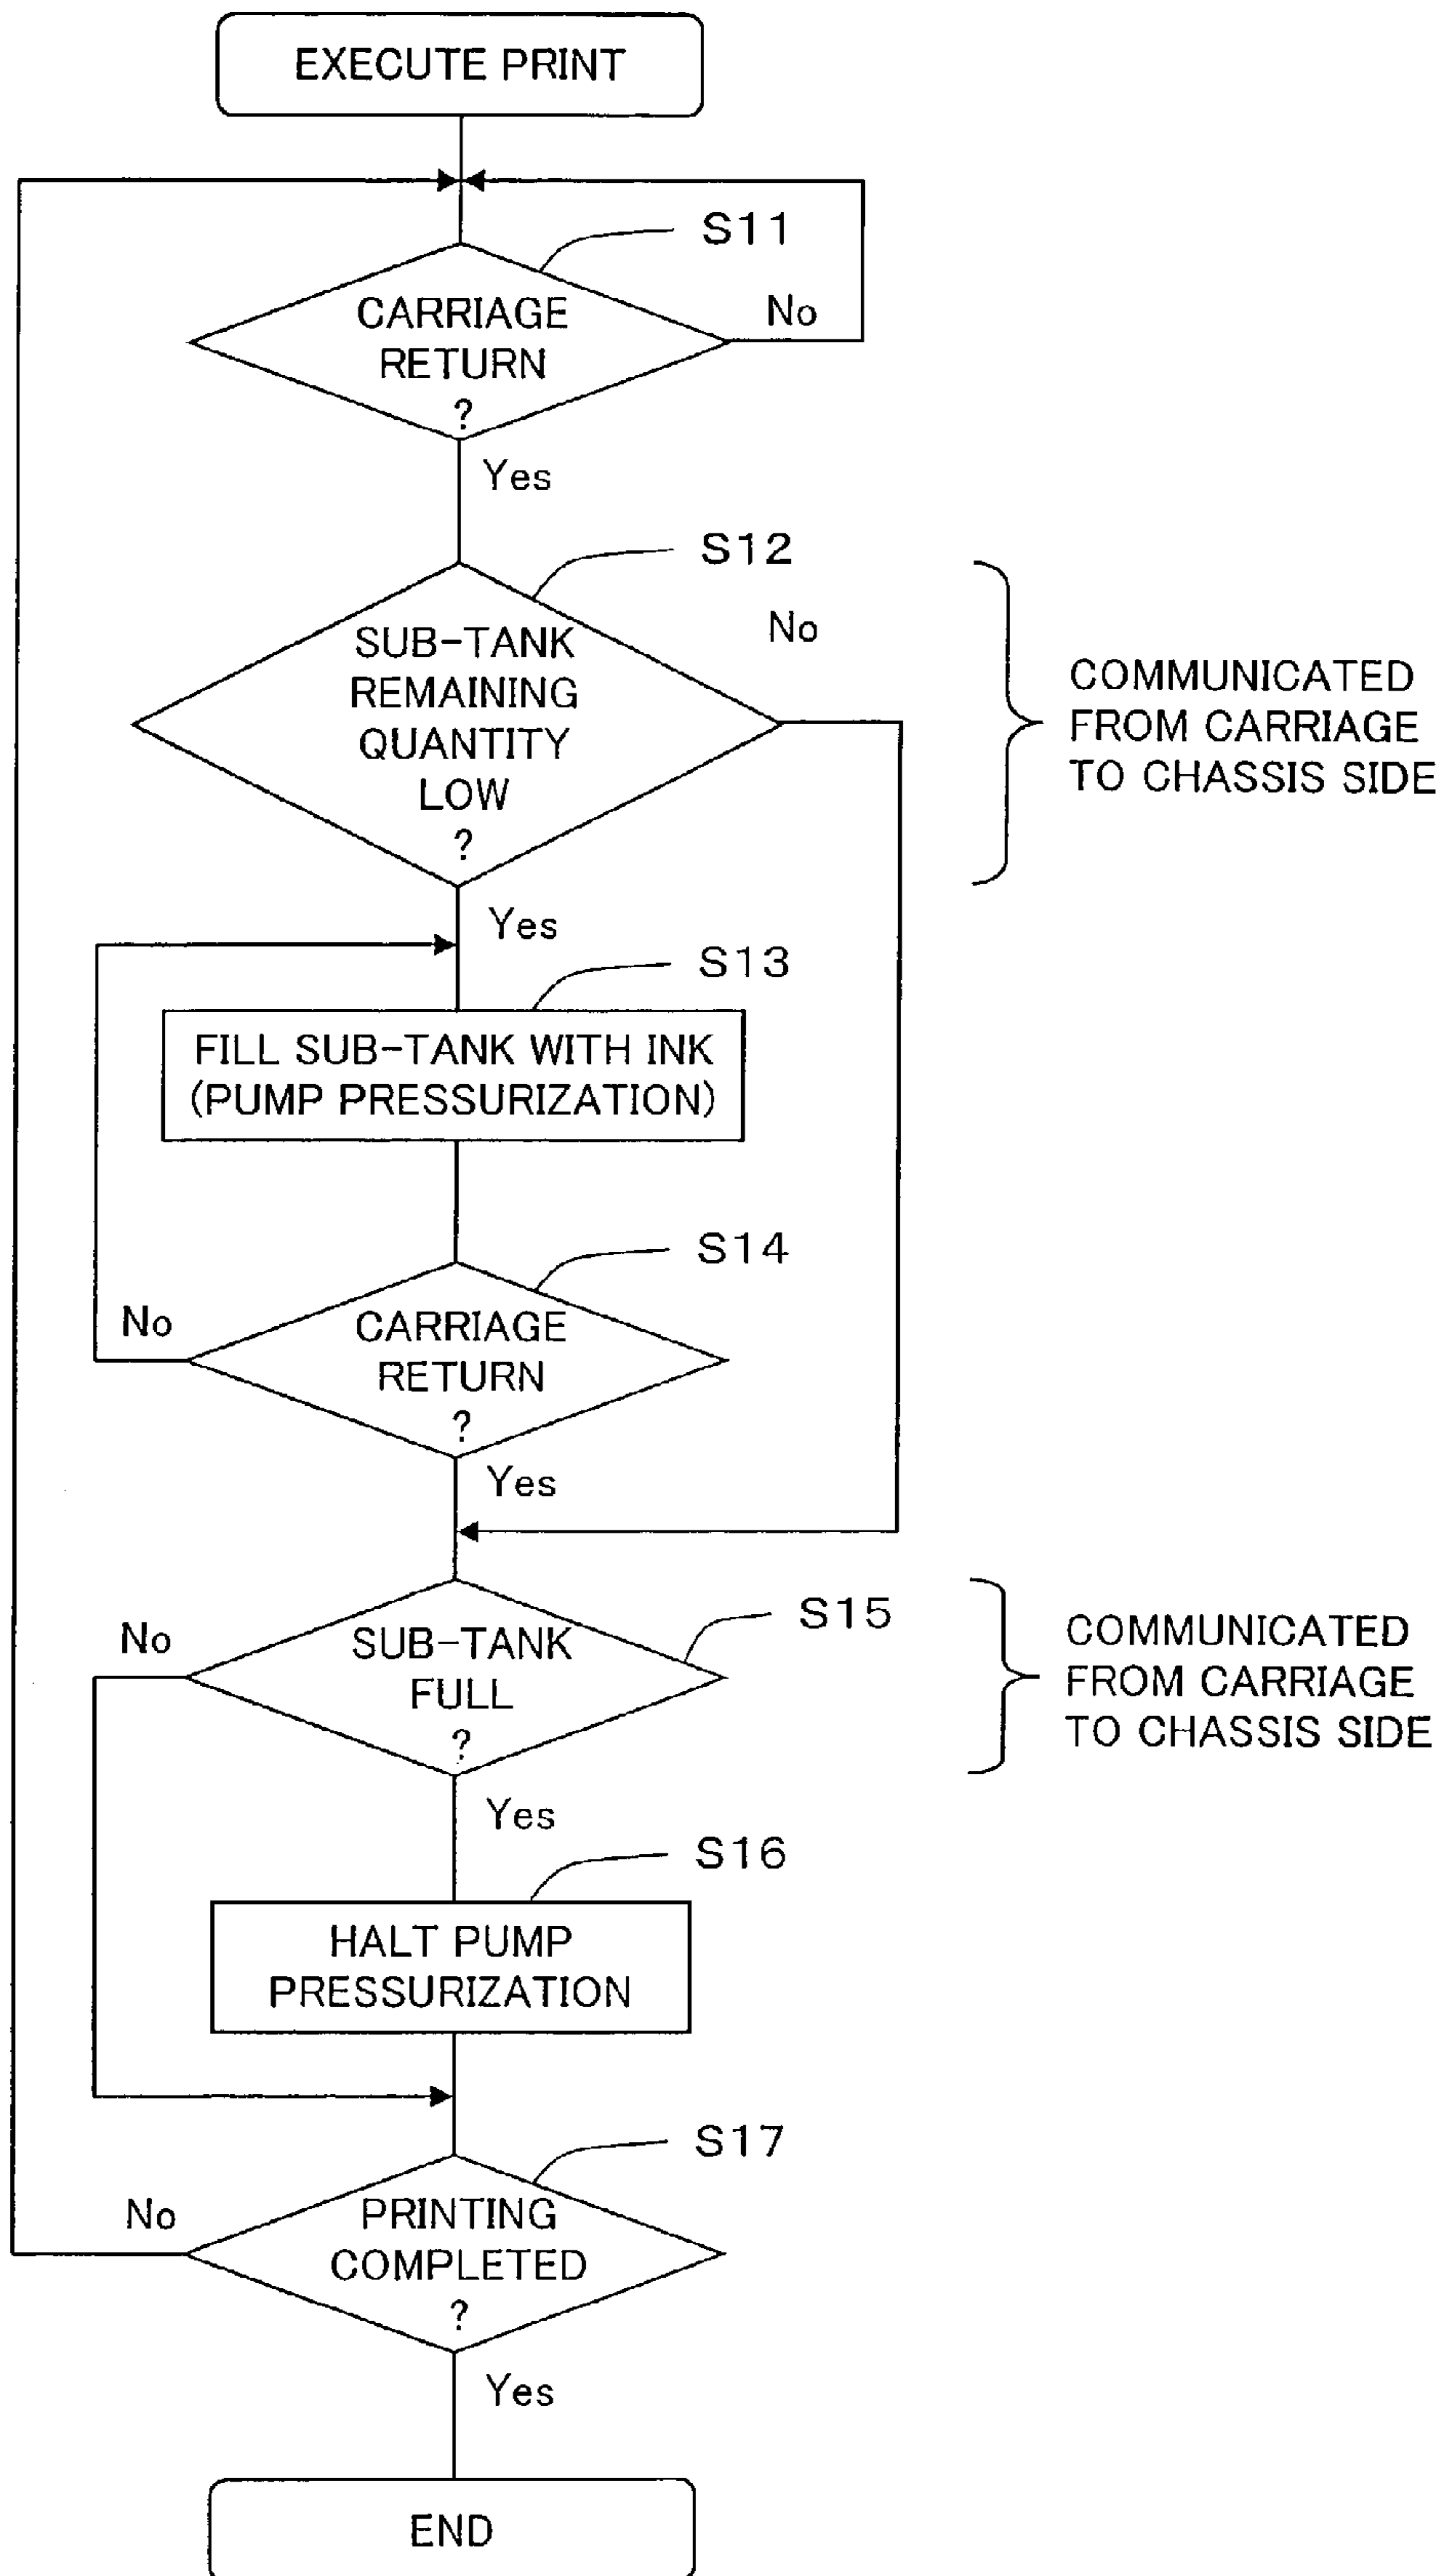 EXECUTE PRINT
S11
CARRIAGE
RETURN
?
No
Yes
S12
No
SUB-TANK
REMAINING
QUANTITY
LOW
?
COMMUNICATED
FROM CARRIAGE
TO CHASSIS SIDE
Yes
S13
FILL SUB-TANK WITH INK
(PUMP PRESSURIZATION)
S14
No
CARRIAGE
RETURN
?
Yes
S15
No
SUB-TANK
FULL
?
COMMUNICATED
FROM CARRIAGE
TO CHASSIS SIDE
Yes
S16
HALT PUMP
PRESSURIZATION
S17
No
PRINTING
COMPLETED
?
Yes
END